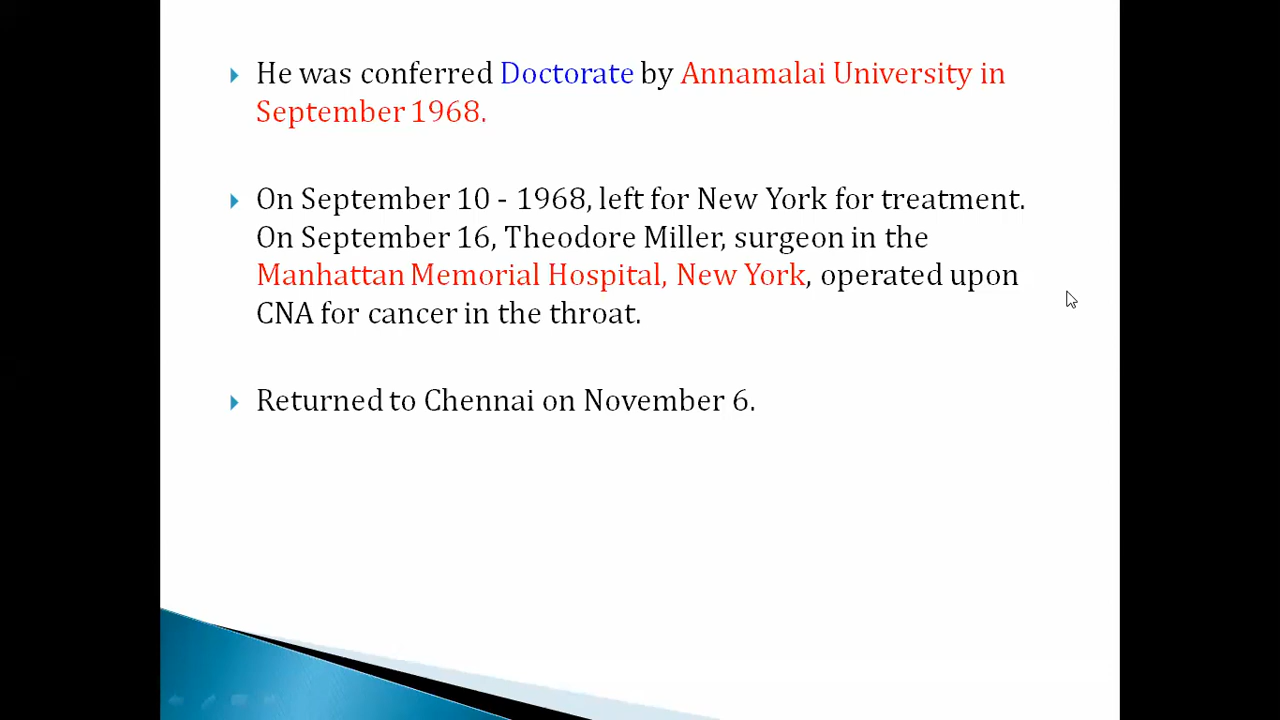 He was conferred Doctorate by Annamalai University in
September 1968.
On September 10 - 1968, left for New York for treatment.
On September 16, Theodore Miller, surgeon in the
Manhattan Memorial Hospital, New York, operated upon
CNA for cancer in the throat.
Returned to Chennai on November 6.